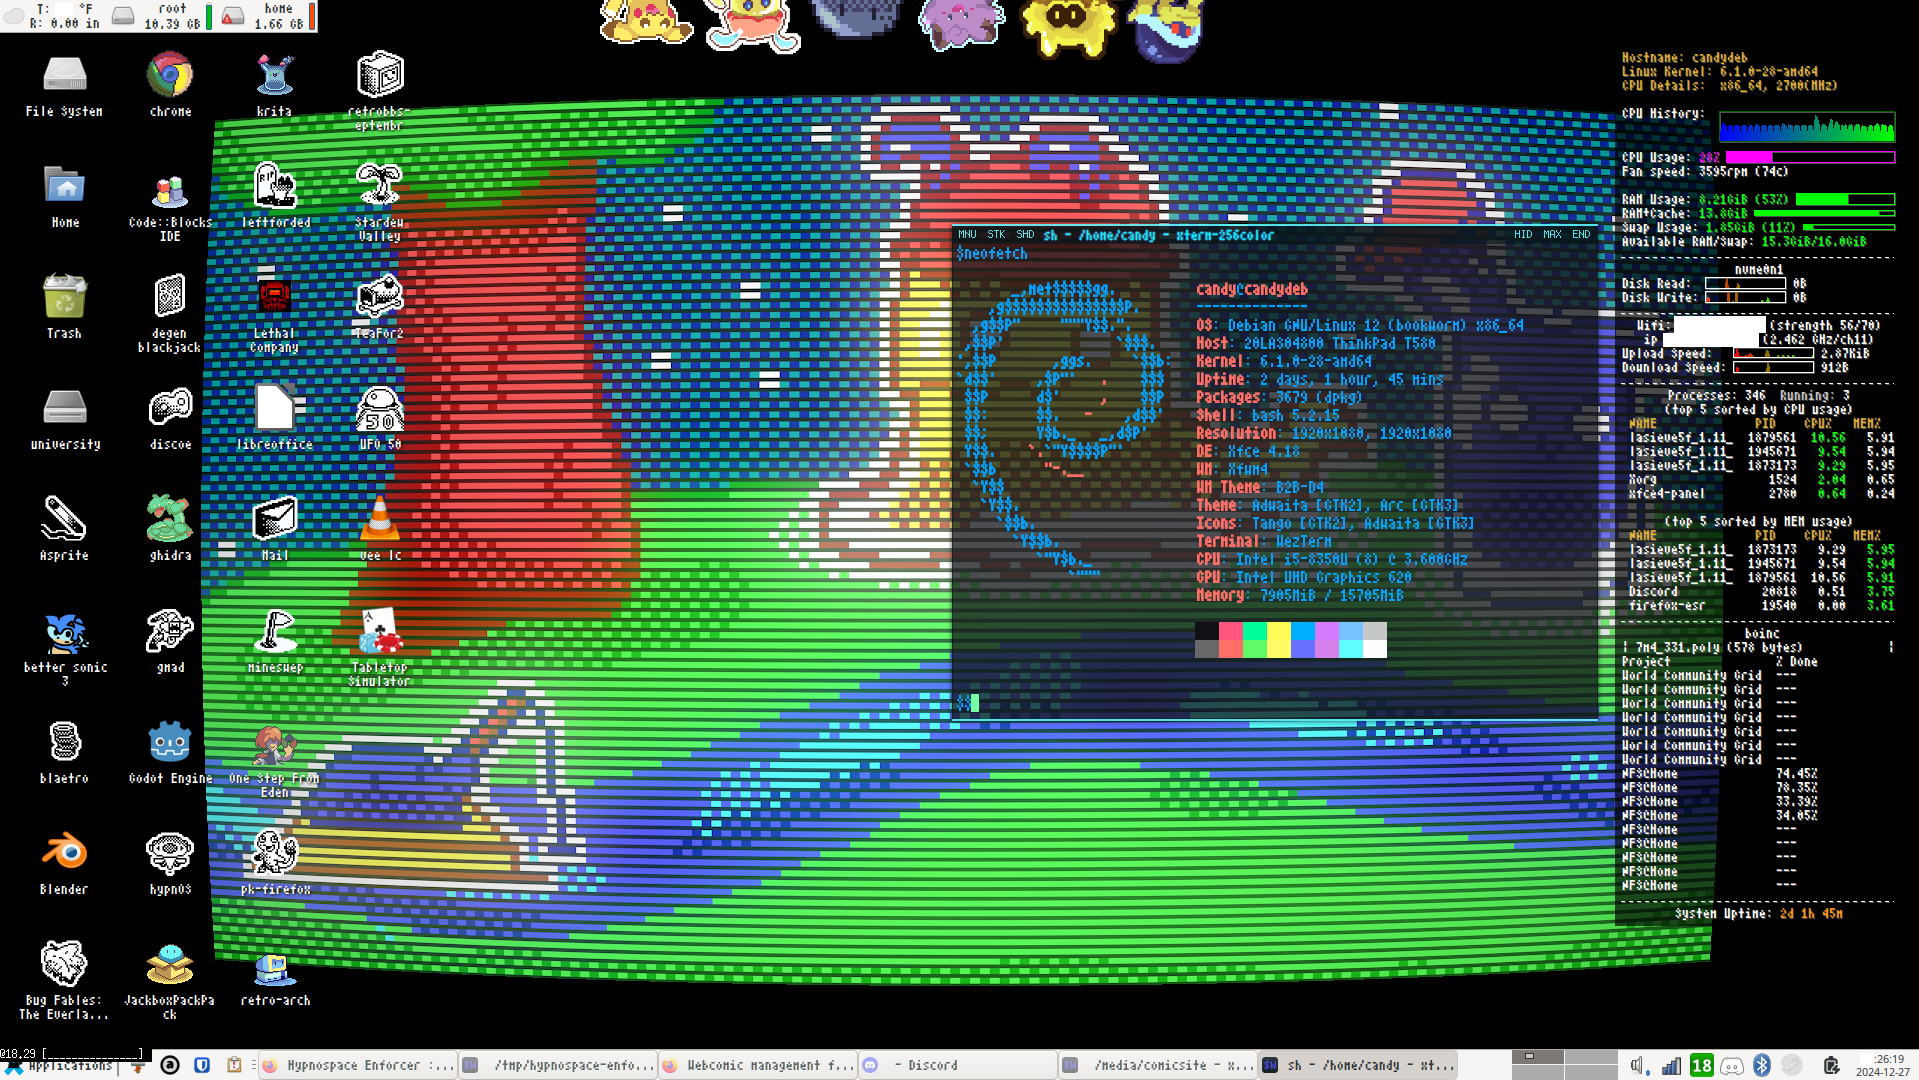 T: °F
R: 0.00 in
root
10.39 GB
home
1.66 GB
File System
chrome
krita
retrobbs-
eptembr
Home
Code::Blocks
IDE
leftforded
Stardew
Valley
Trash
degen
blackjack
Lethal
Company
TeaFor2
university
discoe
libreoffice
UFO 50
Asprite
ghidra
Mail
vee lc
better sonic
3
gmad
Mineswep
Tabletop
Simulator
blaetro
Godot Engine
One Step From
Eden
Blender
hypnOS
pk-firefox
Bug Fables:
The Everla...
JackboxPackPa
ck
retro-arch
MNU STK SHD sh - /home/candy - xterm-256color HID MAX END
$neofetch
candy@candydeb
--------------
OS: Debian GNU/Linux 12 (bookworm) x86_64
Host: 20LAS04800 ThinkPad T580
Kernel: 6.1.0-28-amd64
Uptime: 2 days, 1 hour, 45 mins
Packages: 3679 (dpkg)
Shell: bash 5.2.15
Resolution: 1920x1080, 1920x1080
DE: Xfce 4.18
WM: Xfwm4
WM Theme: B2B-D4
Theme: Adwaita [GTK2], Arc [GTK3]
Icons: Tango [GTK2], Adwaita [GTK3]
Terminal: WezTerm
CPU: Intel i5-8350U (8) @ 3.600GHz
GPU: Intel UHD Graphics 620
Memory: 7905MiB / 15705MiB
$$
Hostname: candydeb
Linux Kernel: 6.1.0-28-amd64
CPU Details: x86_64, 2700(MHz)
CPU History:
CPU Usage: 28%
Fan speed: 3595rpm (74c)
RAM Usage: 8.21GiB (53%)
RAM+Cache: 13.8GiB
Swap Usage: 1.85GiB (11%)
Available RAM/Swap: 15.3GiB/16.0GiB
nvme0n1
Disk Read: 0B
Disk Write: 0B
Wifi: (strength 56/70)
ip (2.462 GHz/ch11)
Upload Speed: 2.87KiB
Download Speed: 912B
Processes: 346 Running: 3
(top 5 sorted by CPU usage)
NAME PID CPU% MEM%
lasieve5f_1.11_ 1879561 10.56 5.91
lasieve5f_1.11_ 1945671 9.54 5.94
lasieve5f_1.11_ 1873173 9.29 5.95
Xorg 1524 2.04 0.65
xfce4-panel 2780 0.64 0.24
(top 5 sorted by MEM usage)
NAME PID CPU% MEM%
lasieve5f_1.11_ 1873173 9.29 5.95
lasieve5f_1.11_ 1945671 9.54 5.94
lasieve5f_1.11_ 1879561 10.56 5.91
Discord 20818 0.51 3.75
firefox-esr 19540 0.00 3.61
boinc
¦ 7m4_331.poly (578 bytes) ¦
Project % Done
World Community Grid ---
World Community Grid ---
World Community Grid ---
World Community Grid ---
World Community Grid ---
World Community Grid ---
World Community Grid ---
NFS@Home 74.45%
NFS@Home 78.35%
NFS@Home 33.39%
NFS@Home 34.05%
NFS@Home ---
NFS@Home ---
NFS@Home ---
NFS@Home ---
NFS@Home ---
System Uptime: 2d 1h 45m
@18.29 [______________]
Applications
Hypnospace Enforcer :...
/tmp/hypnospace-enfo...
Webcomic management f...
- Discord
/media/comicsite - x...
sh - /home/candy - xt...
18
:26:19
2024-12-27